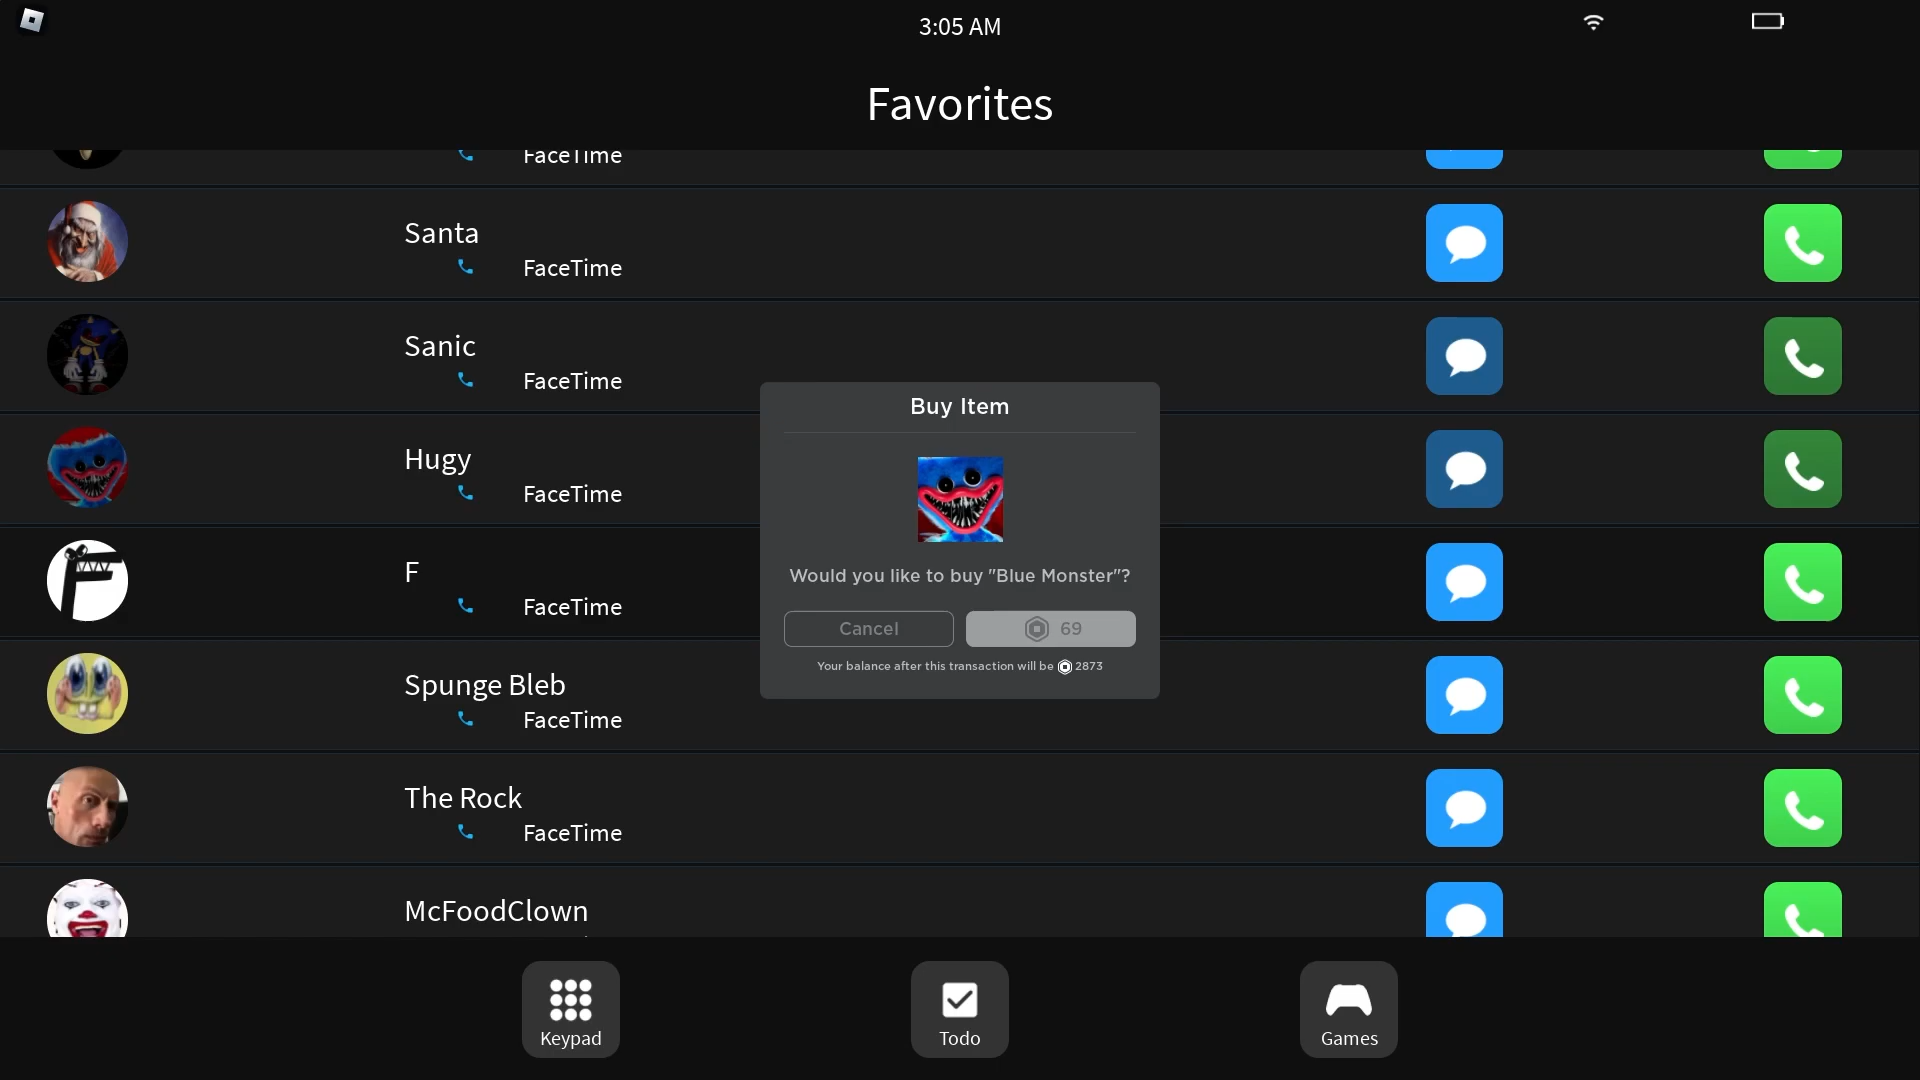 3:05 AM
Favorites
FaceTime
Santa
FaceTime
Sanic
FaceTime
Hugy
FaceTime
F
FaceTime
Spunge Bleb
FaceTime
The Rock
FaceTime
McFoodClown
Buy Item
Would you like to buy "Blue Monster"?
Cancel
69
Your balance after this transaction will be 2873
Keypad
Todo
Games